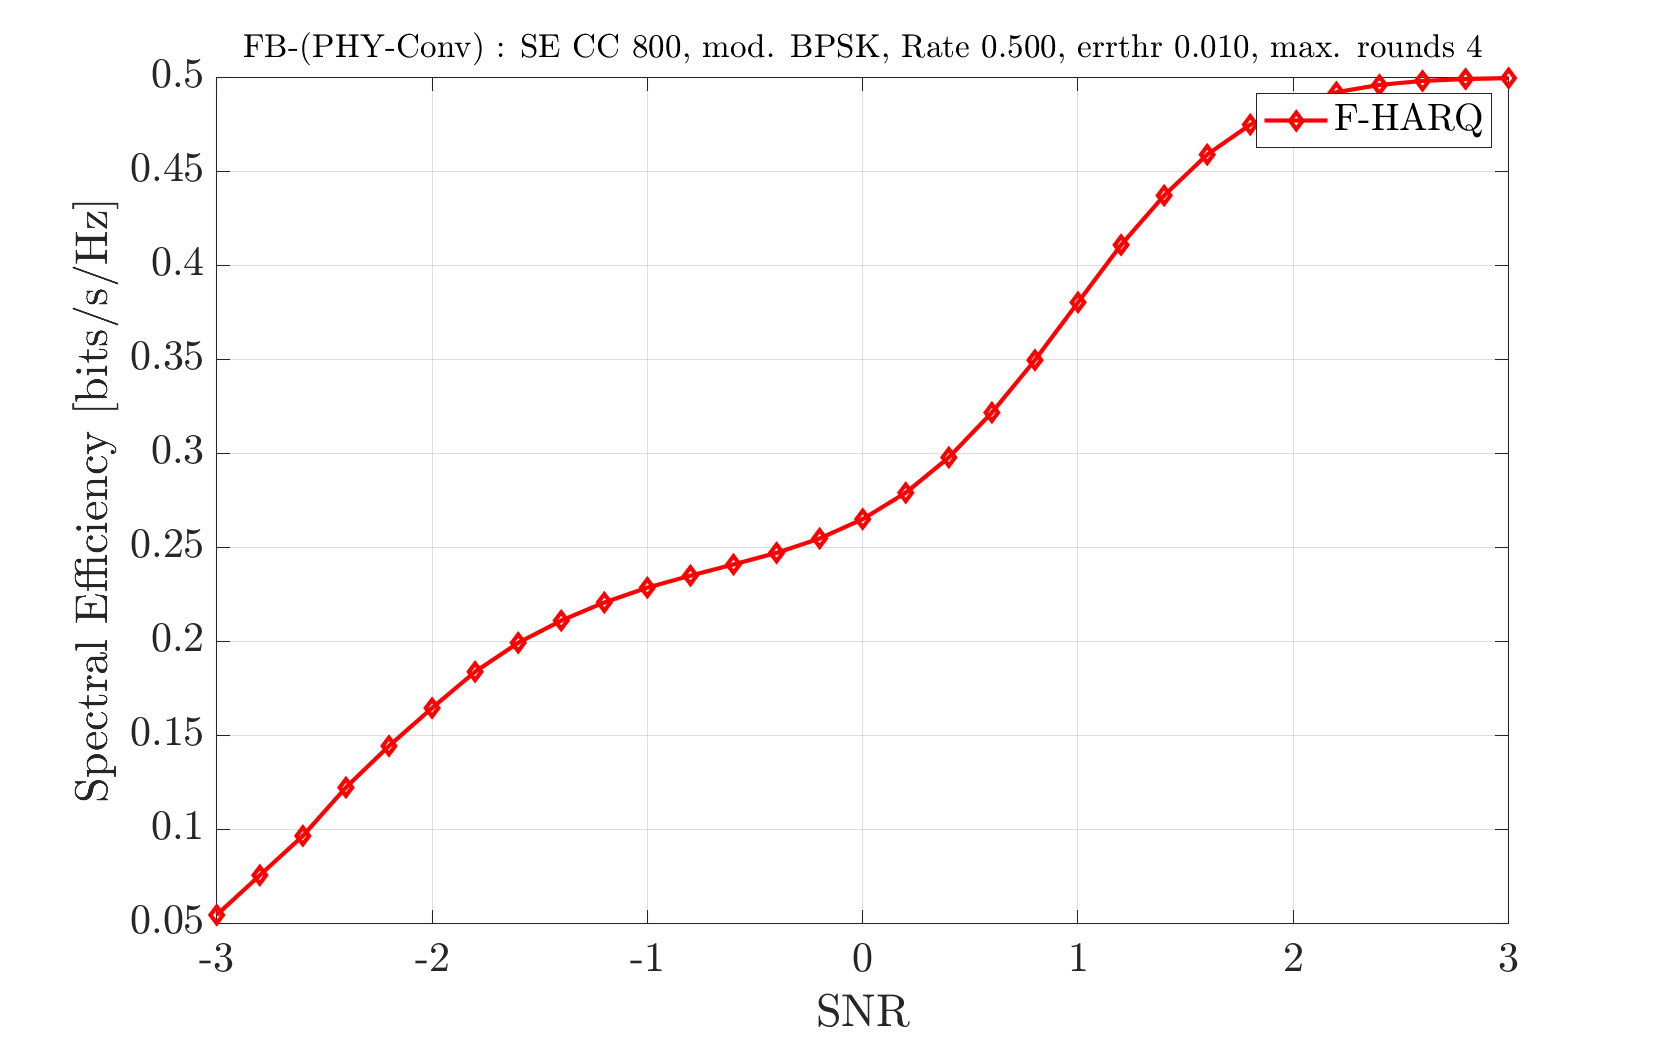 FB-(PHY-Conv) : SE CC 800, mod. BPSK, Rate 0.500, errthr 0.010, max. rounds 4
0.5
F-HARQ
0.45
0.4
0.35
0.3
0.25
0.2
0.15
0.1
0.05
Spectral Efficiency [bits/s/Hz]
-3 -2 -1 0 1 2 3
SNR